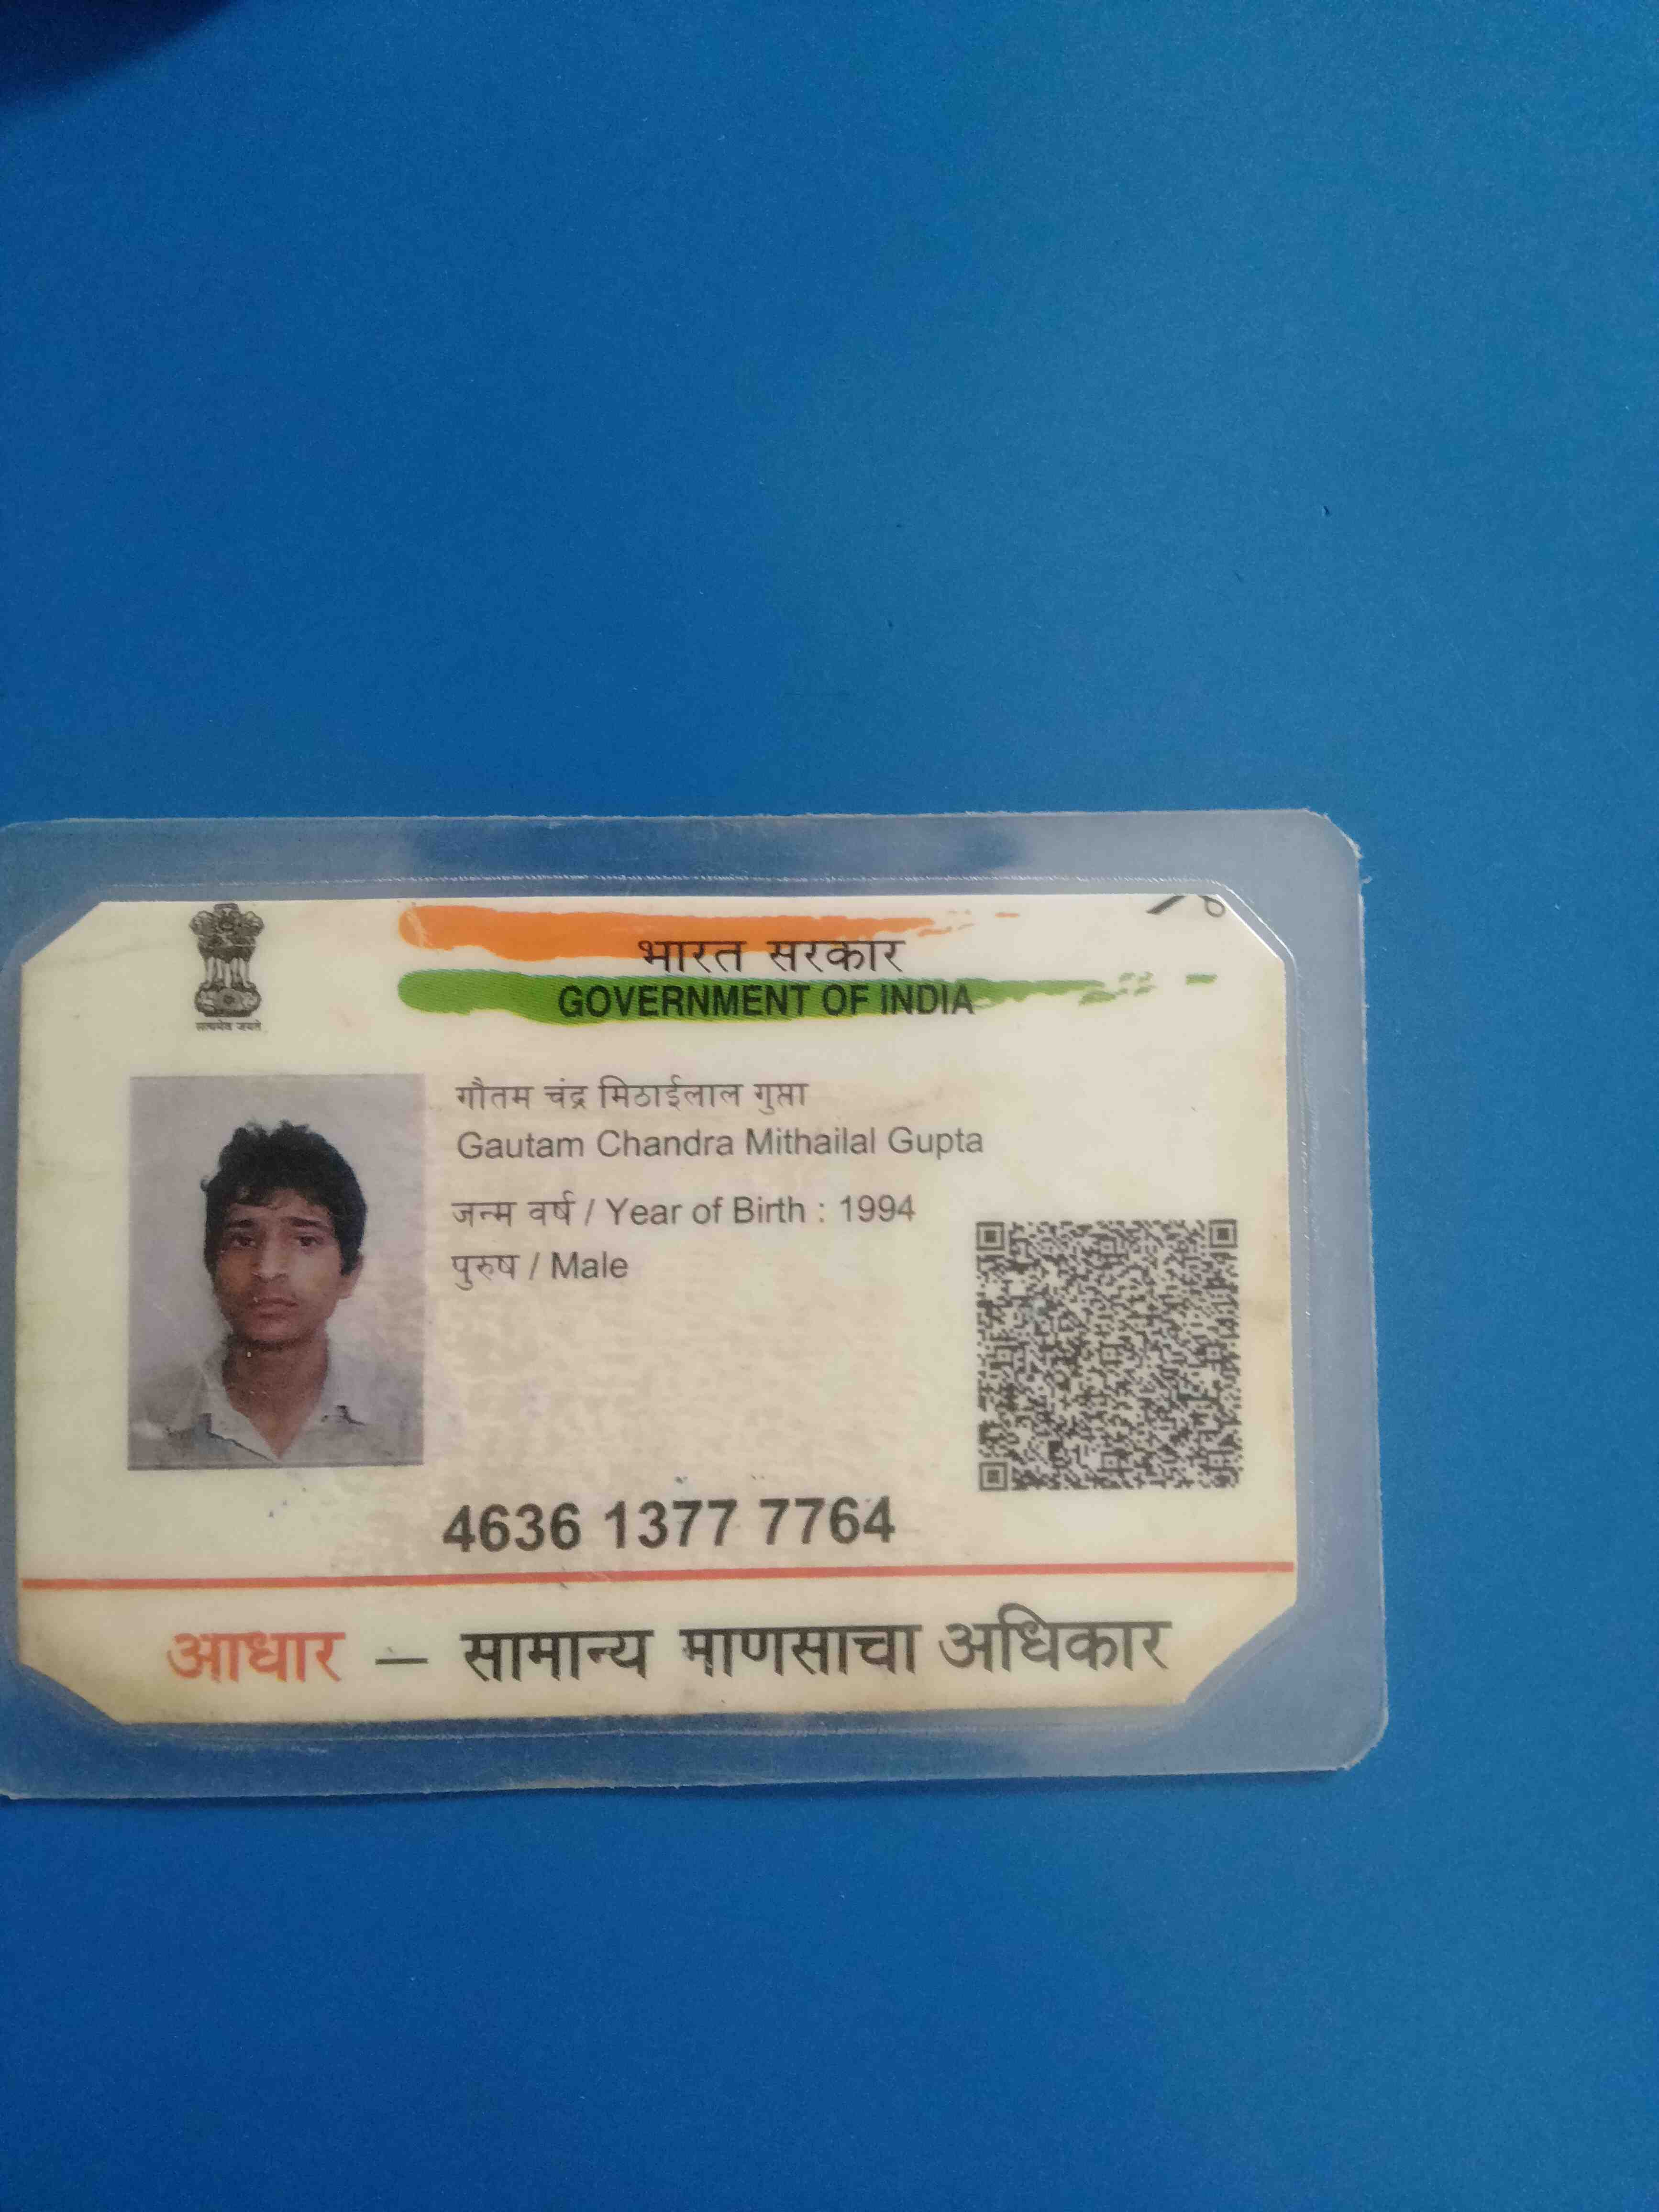 भारत सरकार
GOVERNMENT OF INDIA
सत्यमेव जयते
गौतम चंद्र मिठाईलाल गुप्ता
Gautam Chandra Mithailal Gupta
जन्म वर्ष / Year of Birth : 1994
पुरुष / Male
4636 1377 7764
आधार — सामान्य माणसाचा अधिकार